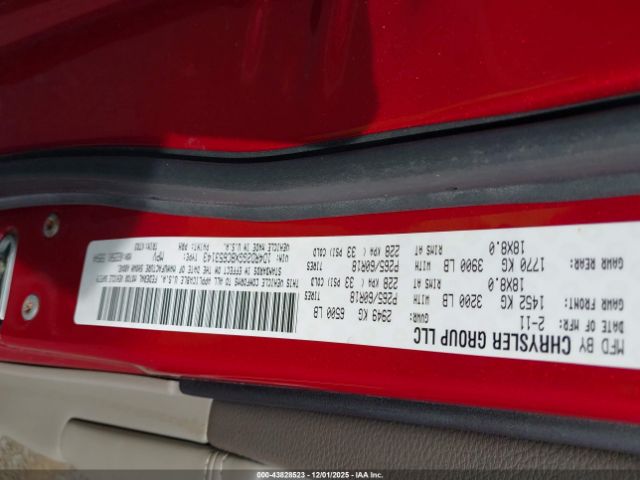 MFD BY CHRYSLER GROUP LLC
DATE OF MFR: 2-11 GVWR: 2949 KG 6500 LB
GAWR FRONT: 1452 KG 3200 LB WITH P265/60R18 TIRES
18X8.0 RIMS AT 228 KPA( 33 PSI) COLD
GAWR REAR: 1770 KG 3900 LB WITH P265/60R18 TIRES
18X8.0 RIMS AT 228 KPA( 33 PSI) COLD
THIS VEHICLE CONFORMS TO ALL APPLICABLE U.S.A. FEDERAL MOTOR VEHICLE SAFETY
STANDARDS IN EFFECT ON THE DATE OF MANUFACTURE SHOWN ABOVE.
TYPE: MPV
VEHICLE MADE IN U.S.A. PAINT: PRH
000-43828523 - 12/01/2025 - IAAI.COM